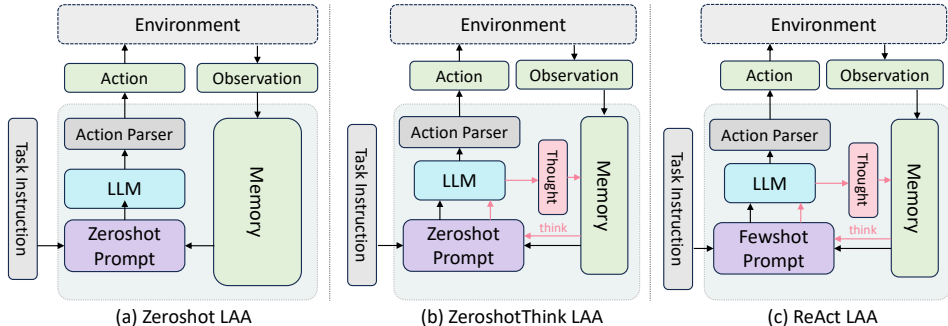 Environment
Action
Observation
Action Parser
Task Instruction
LLM
Memory
Zeroshot
Prompt
(a) Zeroshot LAA
Environment
Action
Observation
Action Parser
Task Instruction
LLM
Thought
Memory
think
Zeroshot
Prompt
(b) ZeroshotThink LAA
Environment
Action
Observation
Action Parser
Task Instruction
LLM
Thought
Memory
think
Fewshot
Prompt
(c) ReAct LAA